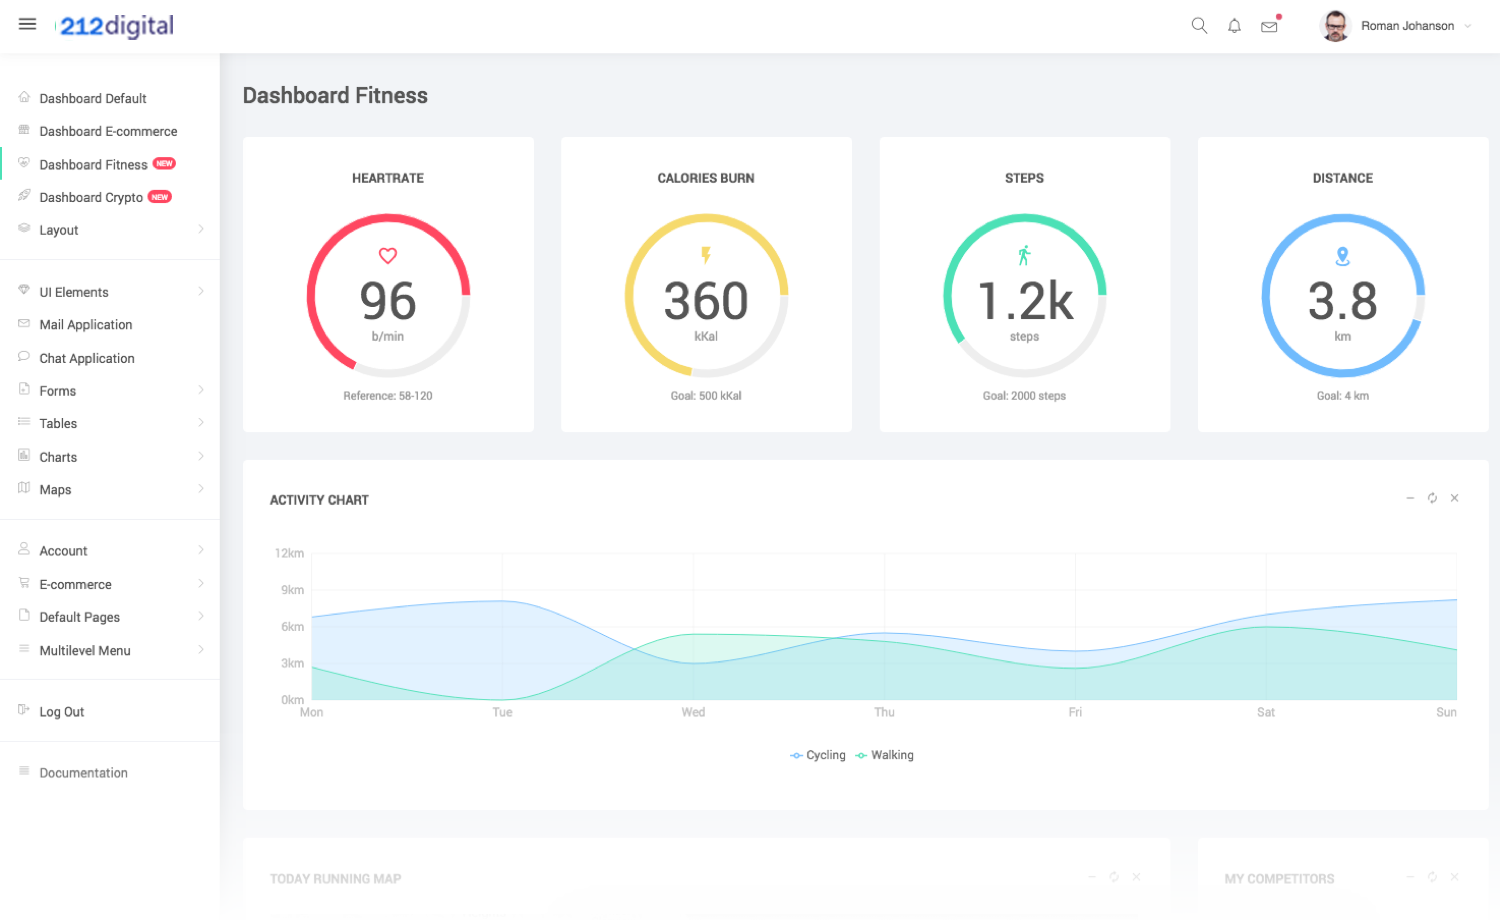 212digital
Roman Johanson
Dashboard Default
Dashboard E-commerce
Dashboard Fitness NEW
Dashboard Crypto NEW
Layout
UI Elements
Mail Application
Chat Application
Forms
Tables
Charts
Maps
Account
E-commerce
Default Pages
Multilevel Menu
Log Out
Documentation
Dashboard Fitness
HEARTRATE
96
b/min
Reference: 58-120
CALORIES BURN
360
kKal
Goal: 500 kKal
STEPS
1.2k
steps
Goal: 2000 steps
DISTANCE
3.8
km
Goal: 4 km
ACTIVITY CHART
12km
9km
6km
3km
0km
Mon Tue Wed Thu Fri Sat Sun
Cycling Walking
TODAY RUNNING MAP
MY COMPETITORS